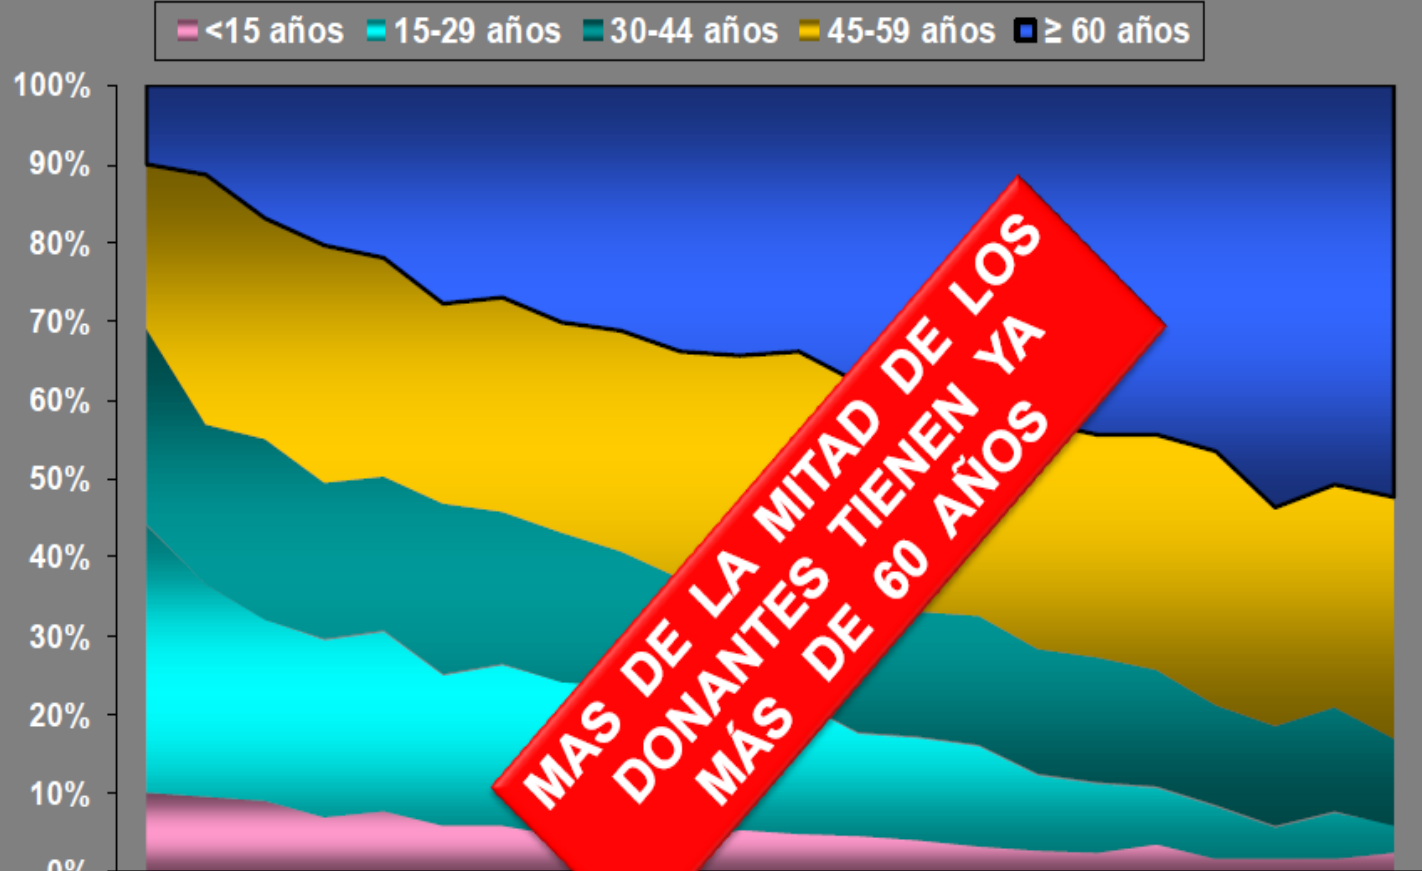 <15 años 15-29 años 30-44 años 45-59 años ≥ 60 años
100%
90%
80%
70%
60%
50%
40%
30%
20%
10%
0%
MAS DE LA MITAD DE LOS
DONANTES TIENEN YA
MÁS DE 60 AÑOS